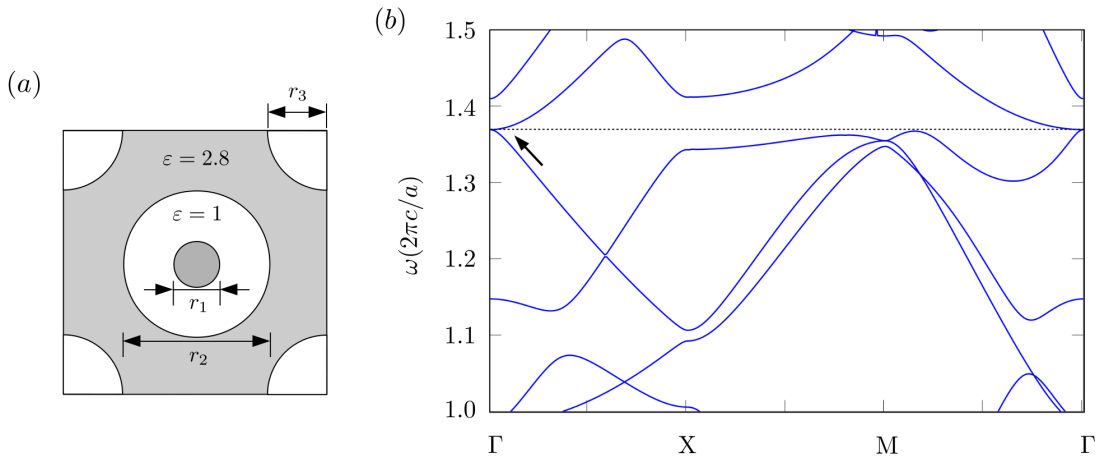 (a)
r3
ε = 2.8
ε = 1
r1
r2
(b)
ω(2πc/a)
1.5
1.4
1.3
1.2
1.1
1.0
Γ X M Γ